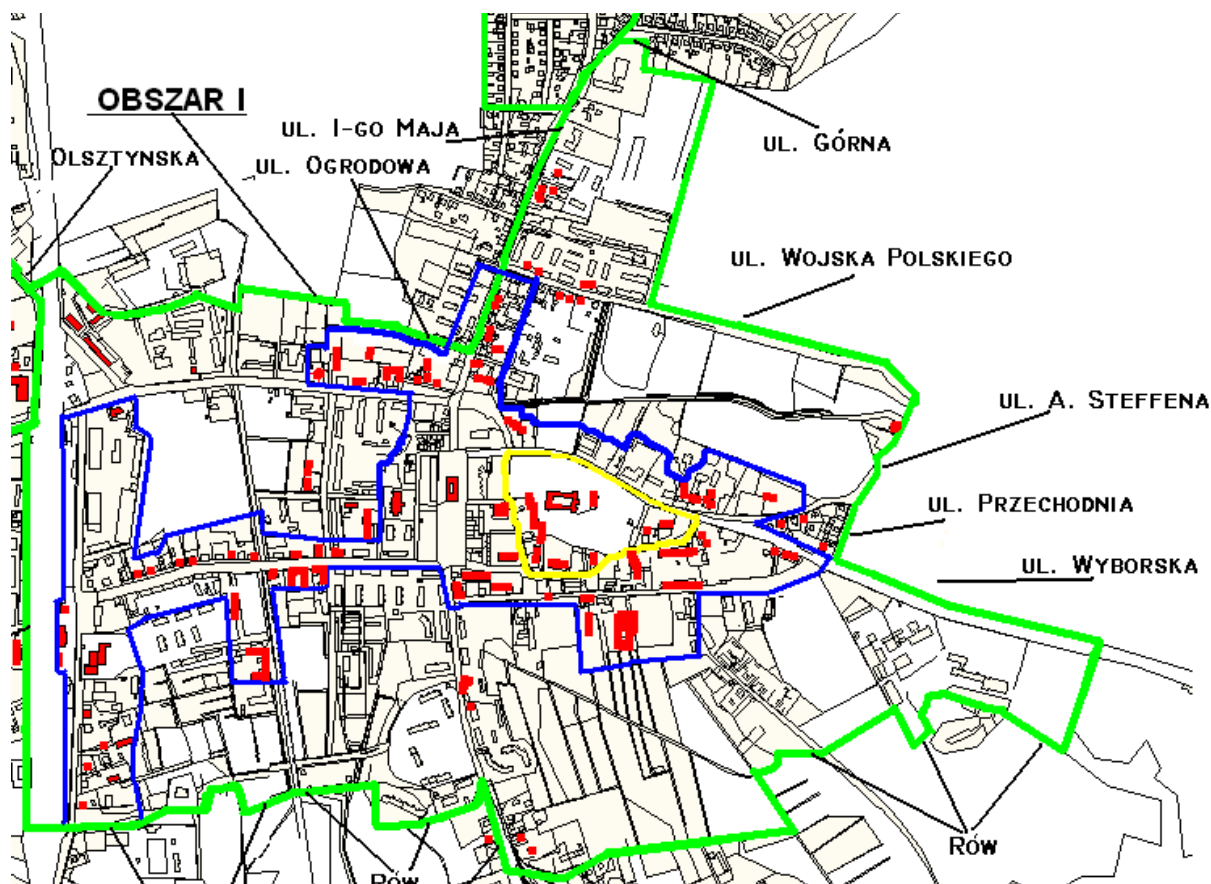 OBSZAR I
UL. I-GO MAJA
UL. GÓRNA
UL. OLSZTYNSKA
UL. OGRODOWA
UL. WOJSKA POLSKIEGO
UL. A. STEFFENA
UL. PRZECHODNIA
UL. WYBORSKA
RÓW
RÓW